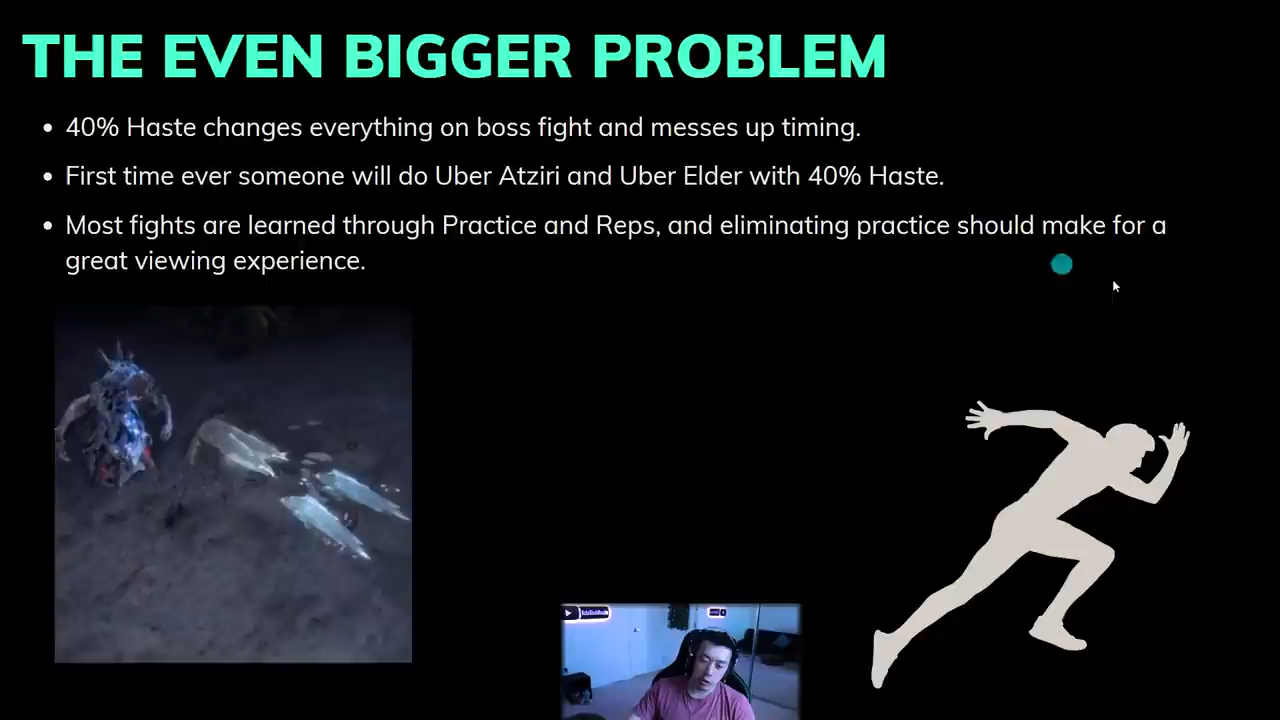 THE EVEN BIGGER PROBLEM
• 40% Haste changes everything on boss fight and messes up timing.
• First time ever someone will do Uber Atziri and Uber Elder with 40% Haste.
• Most fights are learned through Practice and Reps, and eliminating practice should make for a
great viewing experience.